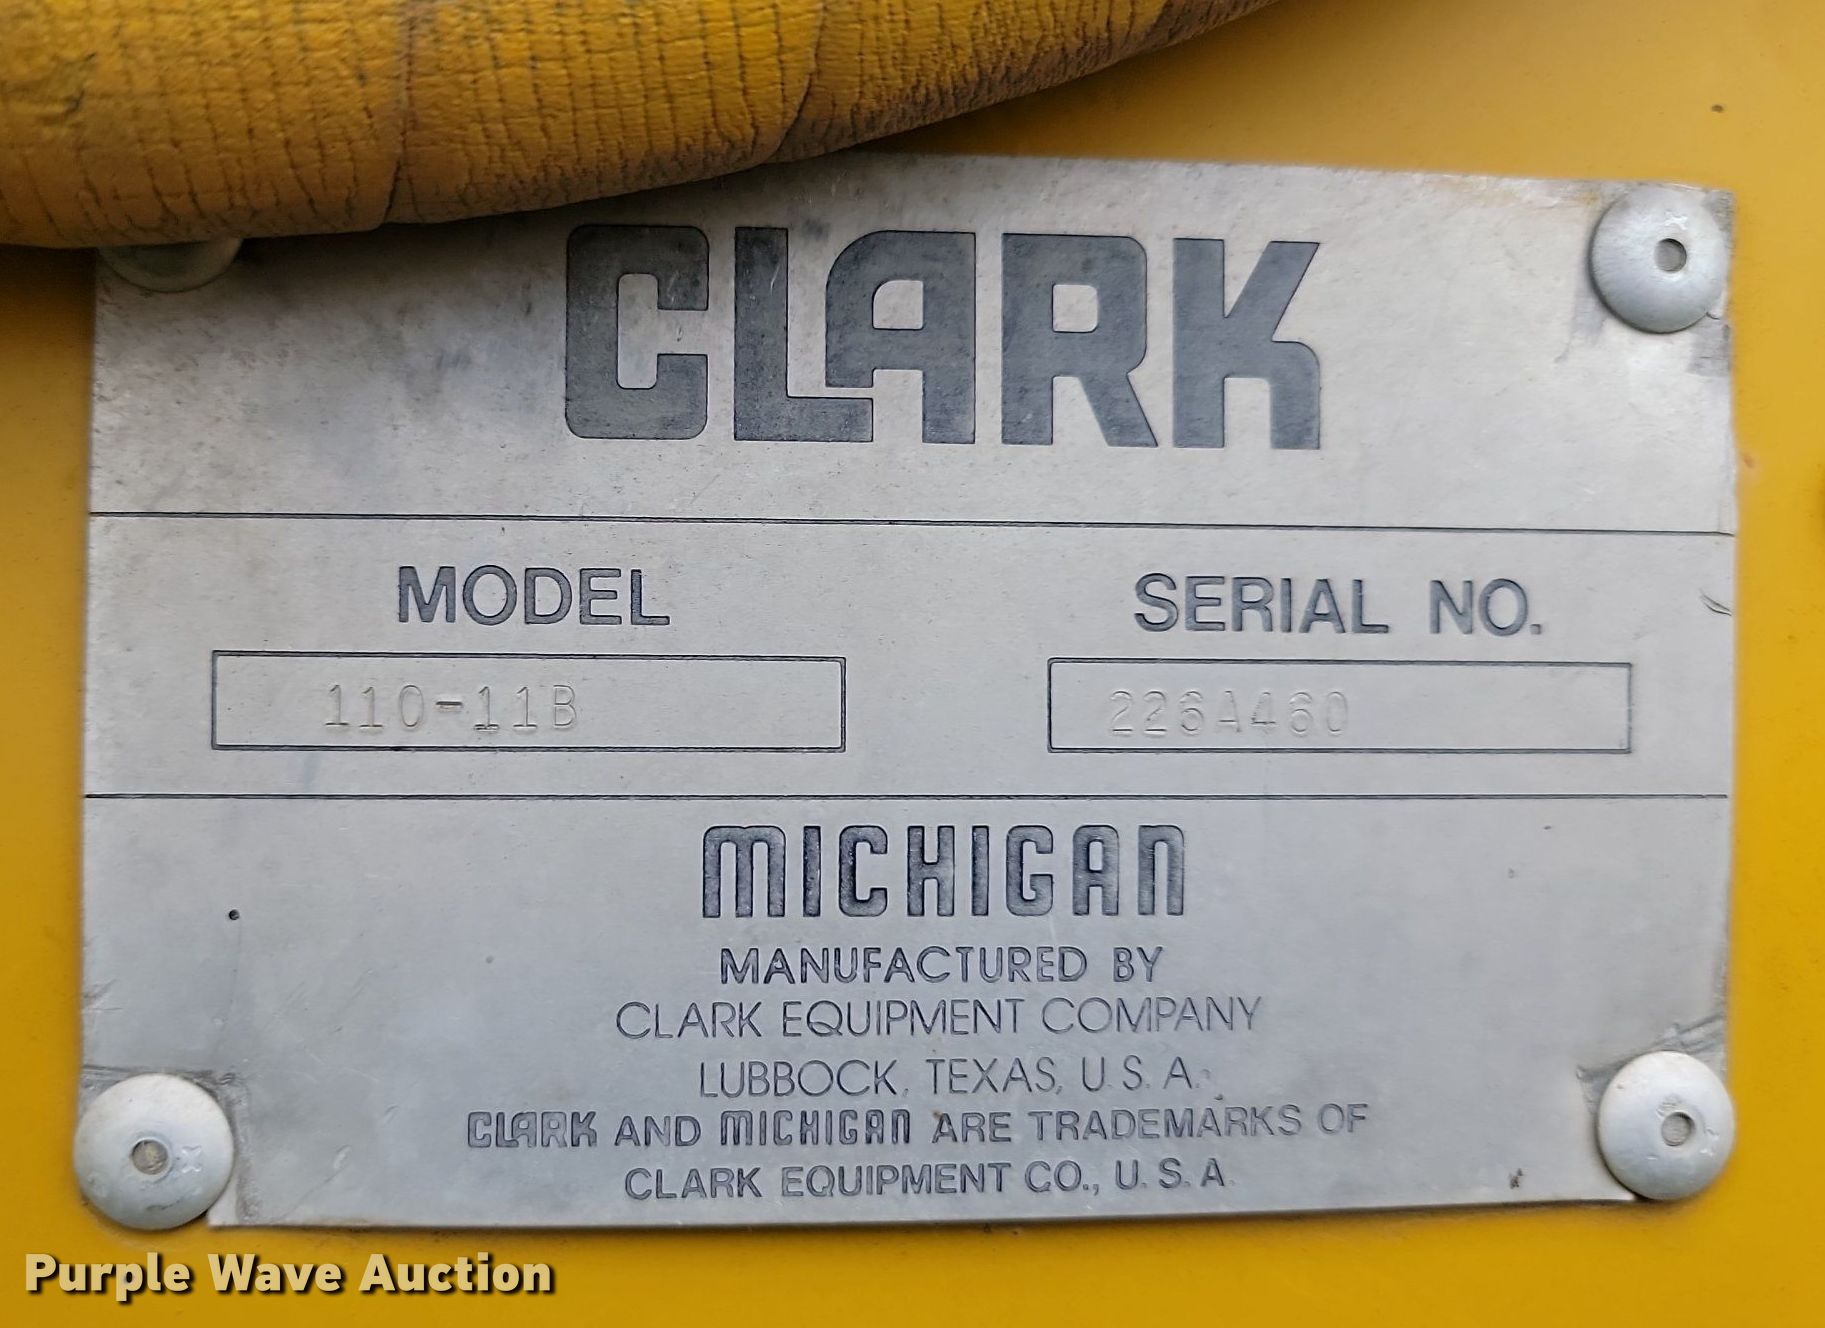 CLARK
MODEL SERIAL NO.
110-11B 226A460
MICHIGAN
MANUFACTURED BY
CLARK EQUIPMENT COMPANY
LUBBOCK, TEXAS, U.S.A.
CLARK AND MICHIGAN ARE TRADEMARKS OF
CLARK EQUIPMENT CO., U.S.A.
Purple Wave Auction